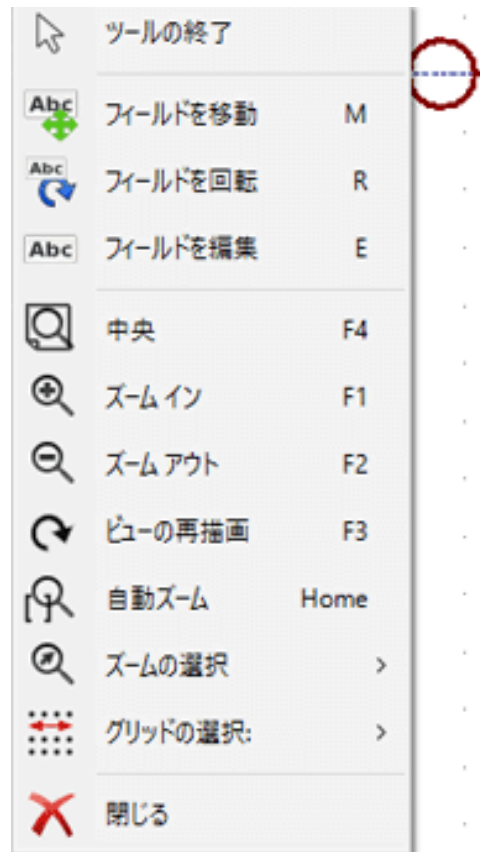 ツールの終了
Abc フィールドを移動 M
Abc フィールドを回転 R
Abc フィールドを編集 E
中央 F4
ズーム イン F1
ズーム アウト F2
ビューの再描画 F3
自動ズーム Home
ズームの選択 >
グリッドの選択: >
閉じる